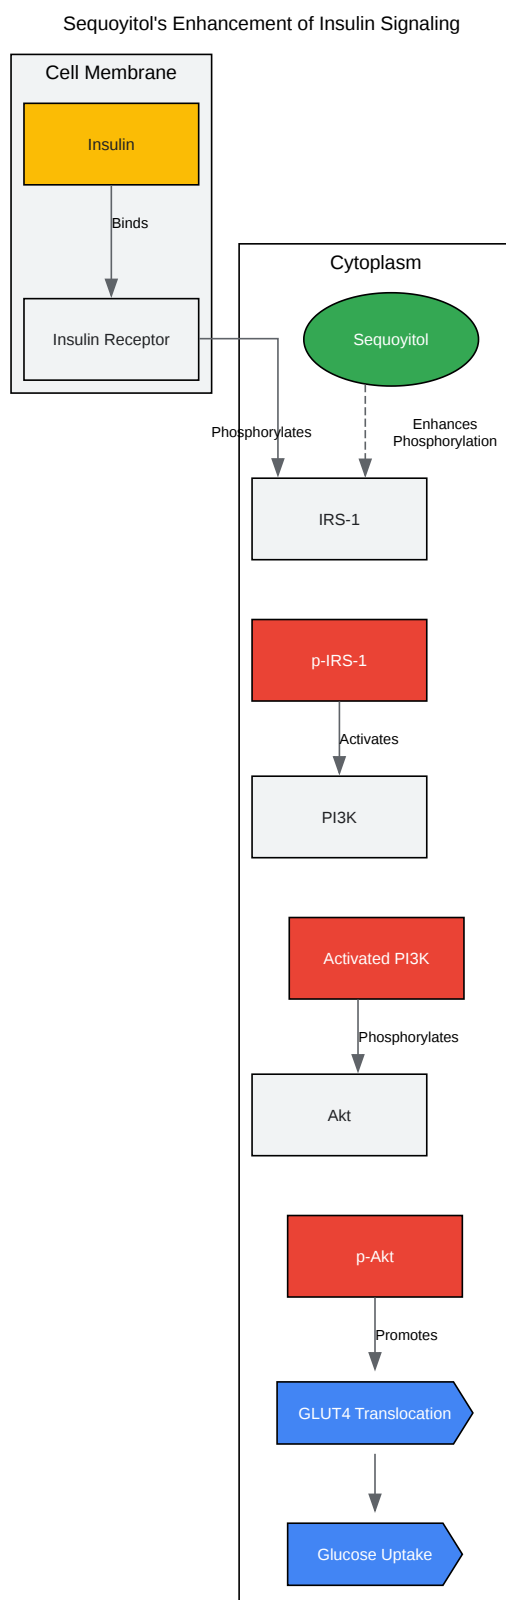 Sequoyitol's Enhancement of Insulin Signaling
Cell Membrane
Insulin
Binds
Insulin Receptor
Cytoplasm
Sequoyitol
Phosphorylates
Enhances
Phosphorylation
IRS-1
p-IRS-1
Activates
PI3K
Activated PI3K
Phosphorylates
Akt
p-Akt
Promotes
GLUT4 Translocation
Glucose Uptake